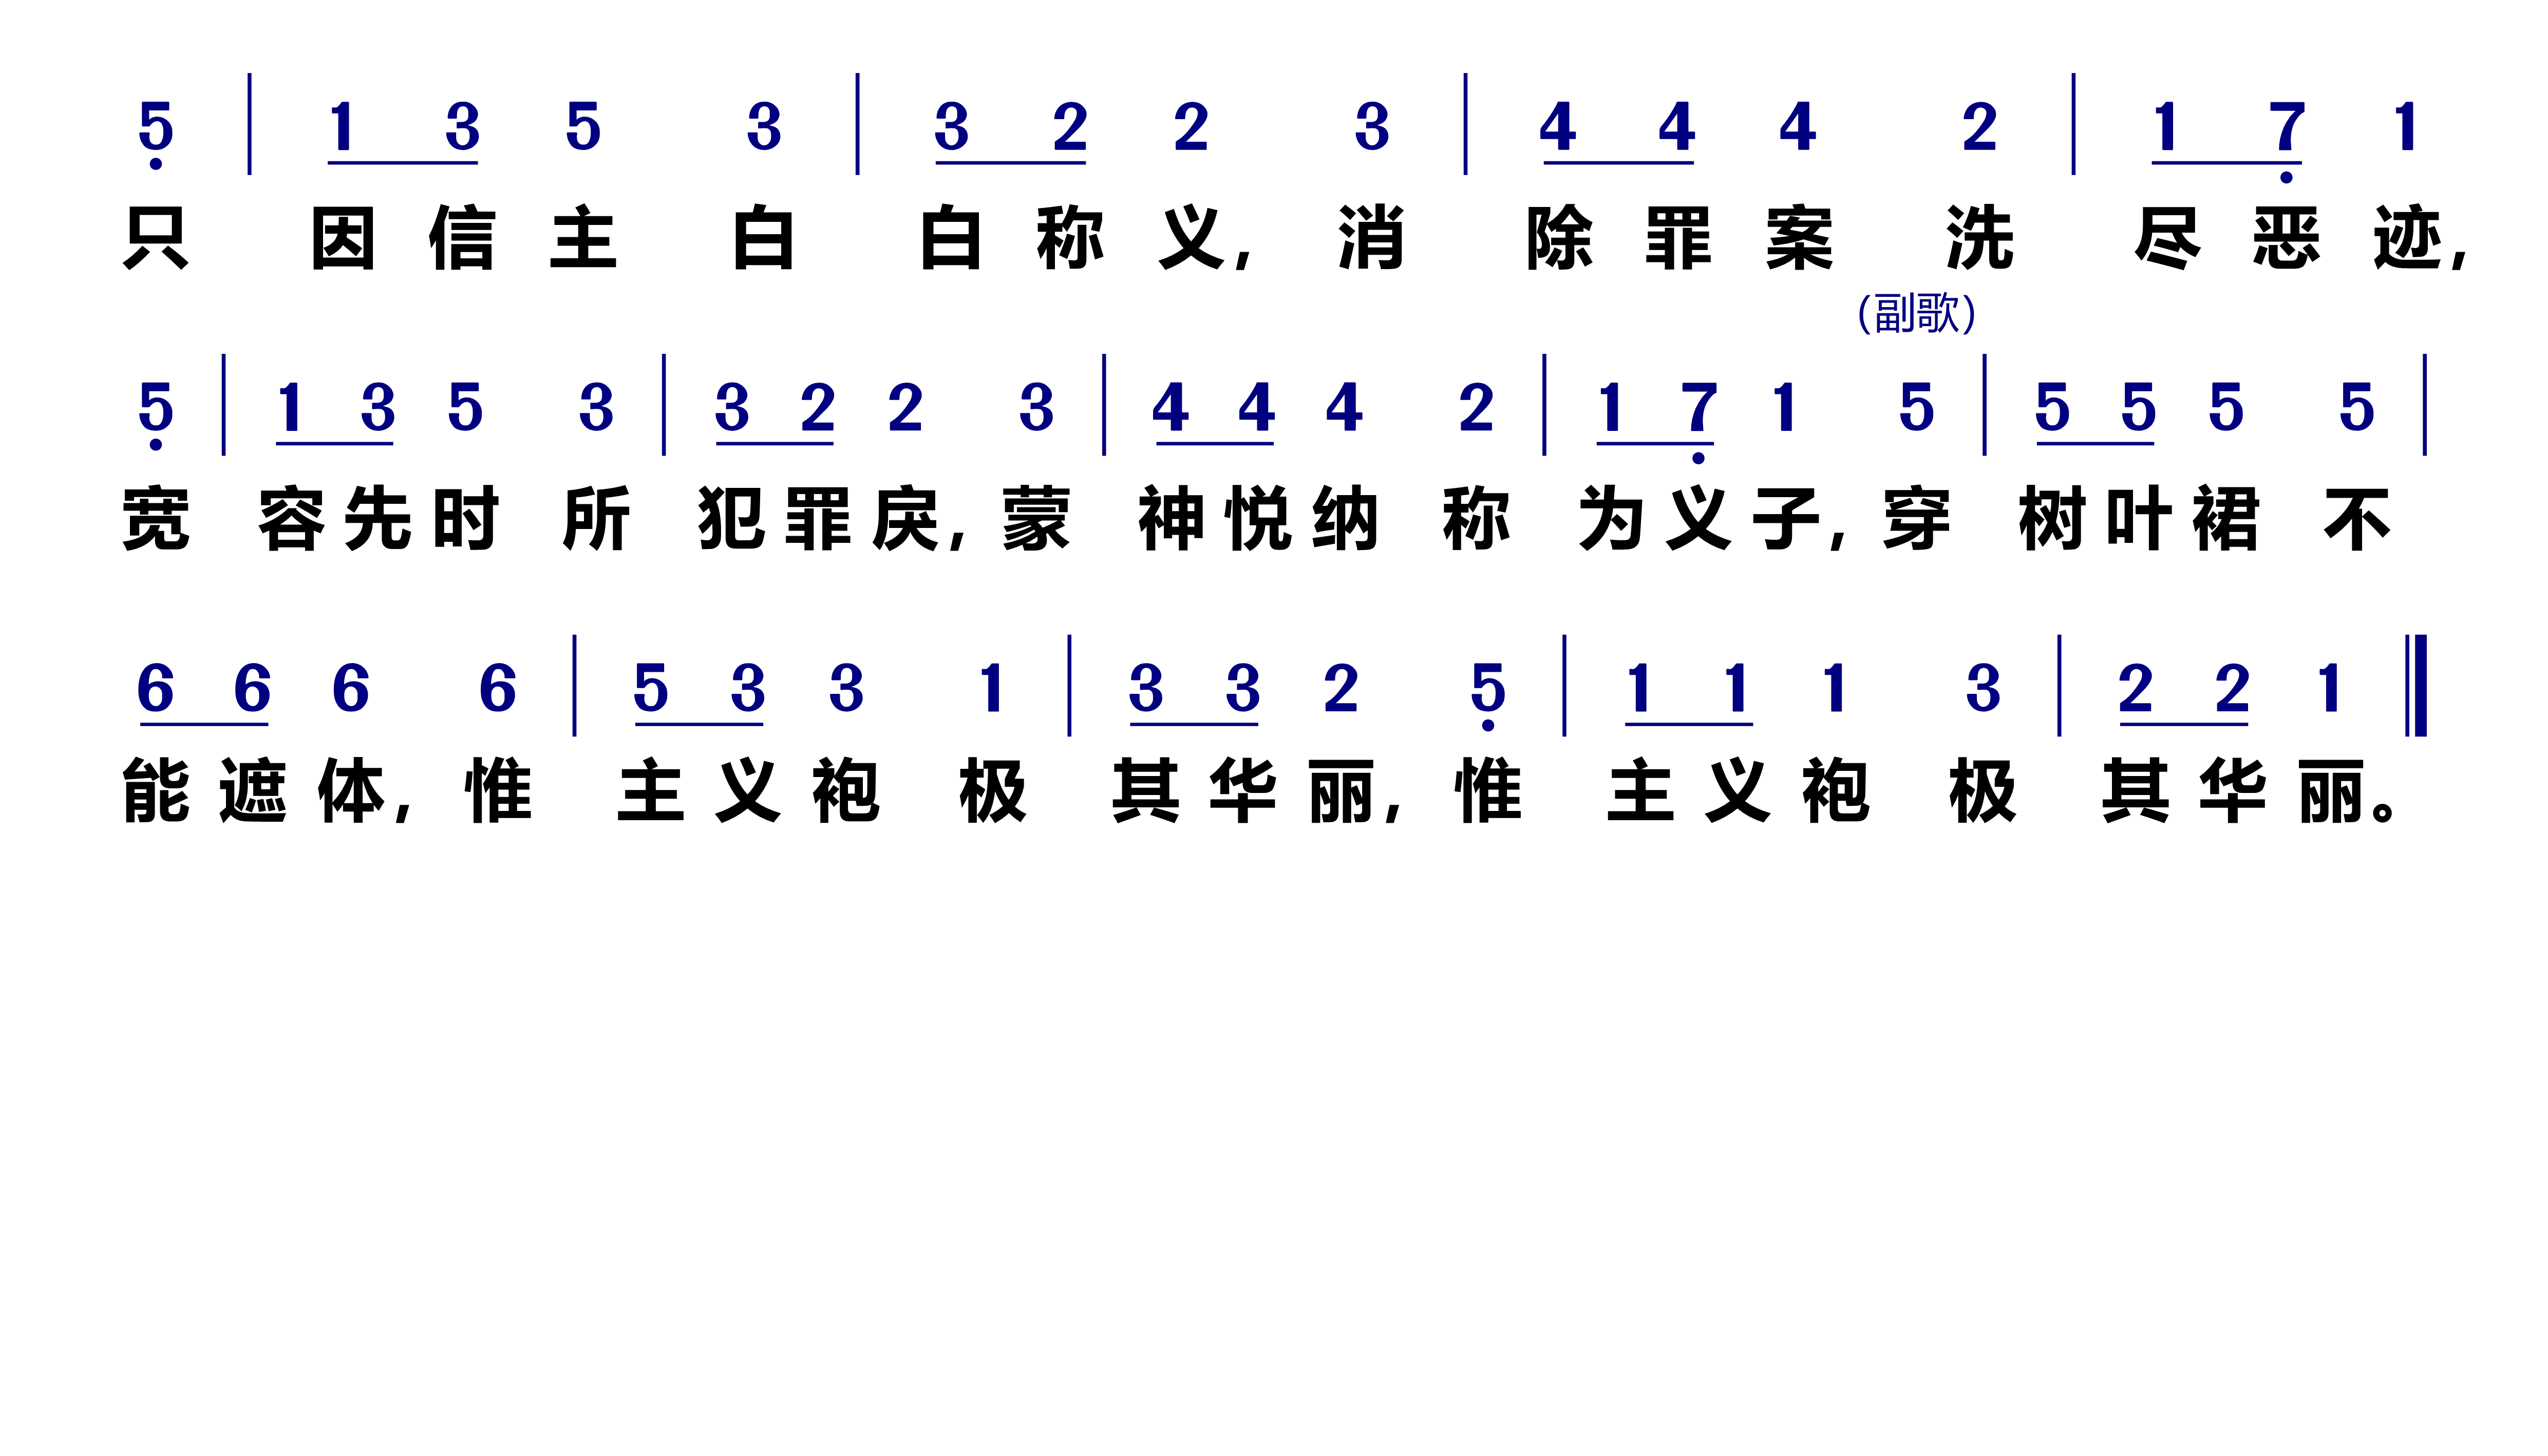 5 | 1 3 5 3 | 3 2 2 3 | 4 4 4 2 | 1 7 1
只因信主白白称义,消除罪案洗尽恶迹,
(副歌)
5 | 1 3 5 3 | 3 2 2 3 | 4 4 4 2 | 1 7 1 5 | 5 5 5 5 |
宽容先时所犯罪戾,蒙神悦纳称为义子,穿树叶裙不
6 6 6 6 | 5 3 3 1 | 3 3 2 5 | 1 1 1 3 | 2 2 1
能遮体,惟主义袍极其华丽,惟主义袍极其华丽。